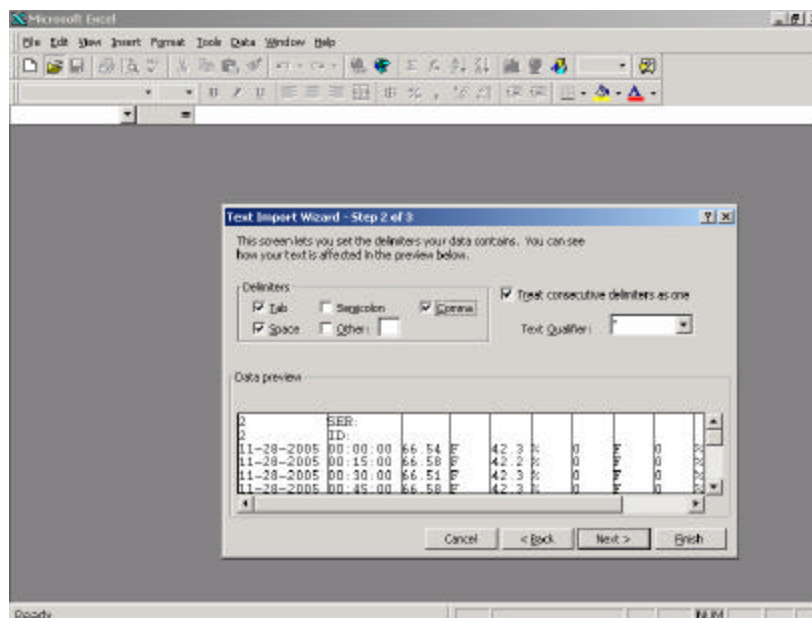 Microsoft Excel
File Edit View Insert Format Tools Data Window Help
=
Text Import Wizard - Step 2 of 3
This screen lets you set the delimiters your data contains. You can see
how your text is affected in the preview below.
Delimiters
Tab Semicolon Comma
Space Other:
Treat consecutive delimiters as one
Text Qualifier: "
Data preview
2 SER:
2 ID:
11-28-2005 00:00:00 66.54 F 42.3 % 0 F 0 %
11-28-2005 00:15:00 66.58 F 42.2 % 0 F 0 %
11-28-2005 00:30:00 66.51 F 42.3 % 0 F 0 %
11-28-2005 00:45:00 66.58 F 42.3 % 0 F 0 %
Cancel < Back Next > Finish
Ready NUM